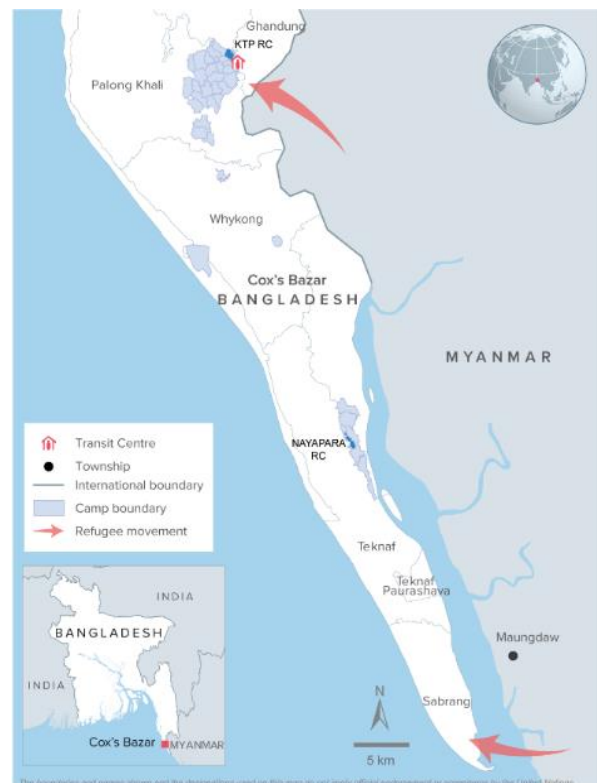 Ghandung
KTP RC
Palong Khali
Whykong
Cox's Bazar
BANGLADESH
MYANMAR
NAYAPARA
RC
Transit Centre
Township
International boundary
Camp boundary
Refugee movement
Teknaf
Teknaf
Paurashava
Maungdaw
Sabrang
N
5 km
INDIA
BANGLADESH
INDIA
Cox's Bazar
MYANMAR